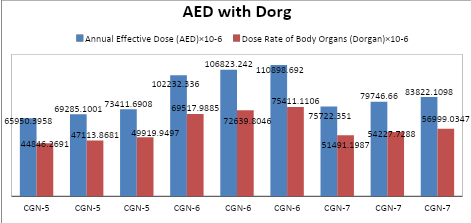 AED with Dorg
Annual Effective Dose (AED)×10-6 Dose Rate of Body Organs (Dorgan)×10-6
65950.3958 69285.1001 73411.6908 102232.336 106823.242 110898.692 75722.351 79746.66 83822.1098
44846.2691 47113.8681 49919.9497 69517.9885 72639.8046 75411.1106 51491.1987 54227.7288 56999.0347
CGN-5 CGN-5 CGN-5 CGN-6 CGN-6 CGN-6 CGN-7 CGN-7 CGN-7